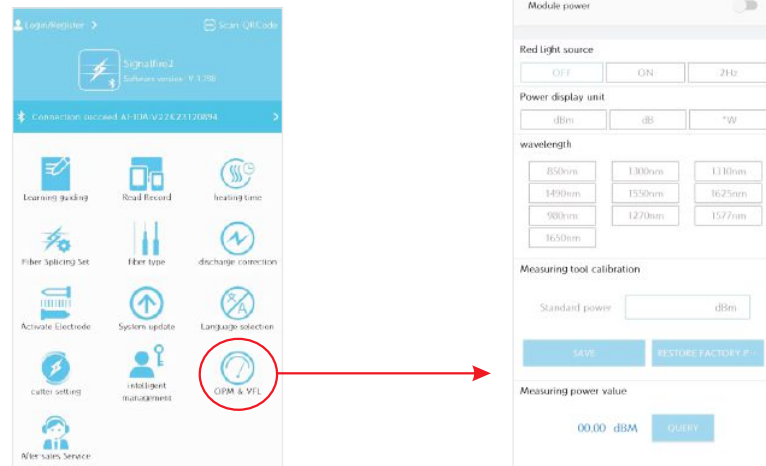 Login/Register >
Scan QRCode
Signalfire2
Software version : V 1.250
Connection succeed AI-10A:V22K23120894 >
Learning guiding
Read Record
heating time
Fiber Splicing Set
fiber type
discharge correction
Activate Electrode
System update
Language selection
cutter setting
intelligent
management
OPM & VFL
After-sales Service
Module power
Red light source
OFF
ON
2Hz
Power display unit
dBm
dB
*W
wavelength
850nm
1300nm
1310nm
1490nm
1550nm
1625nm
980nm
1270nm
1577nm
1650nm
Measuring tool calibration
Standard power
dBm
SAVE
RESTORE FACTORY P···
Measuring power value
00.00 dBM
QUERY